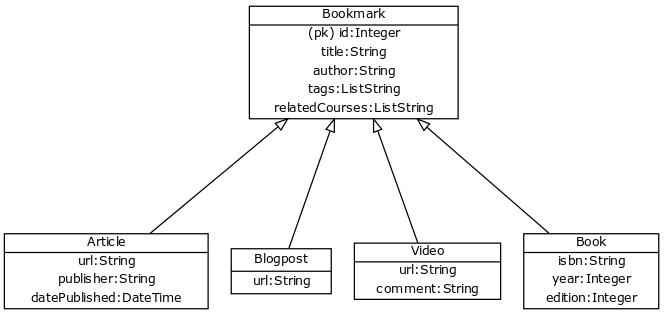 Bookmark
(pk) id:Integer
title:String
author:String
tags:ListString
relatedCourses:ListString
Article
url:String
publisher:String
datePublished:DateTime
Blogpost
url:String
Video
url:String
comment:String
Book
isbn:String
year:Integer
edition:Integer